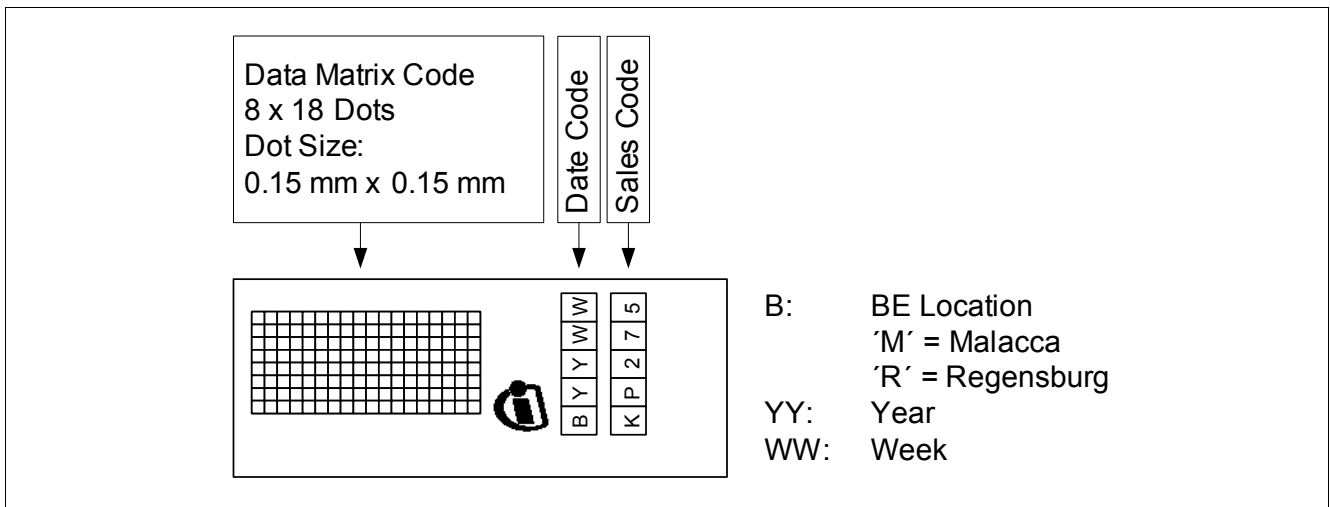 Data Matrix Code
8 x 18 Dots
Dot Size:
0.15 mm x 0.15 mm
Date Code
Sales Code
BYYWW
KP275
B: BE Location
´M´ = Malacca
´R´ = Regensburg
YY: Year
WW: Week